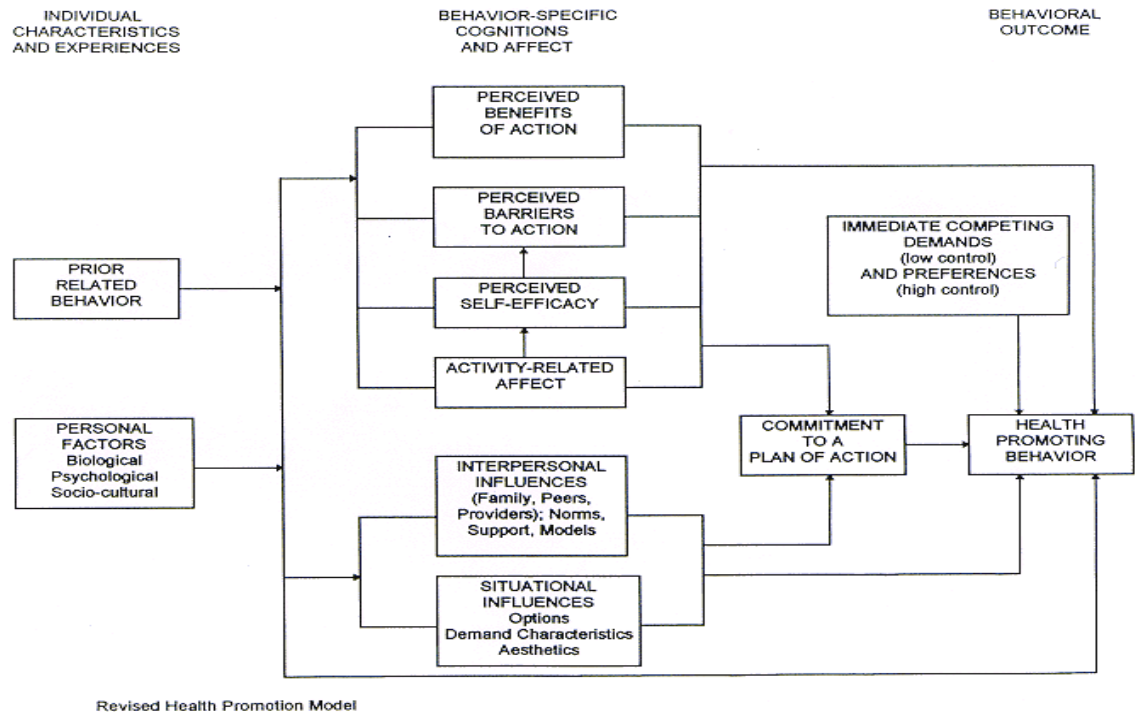 INDIVIDUAL
CHARACTERISTICS
AND EXPERIENCES
BEHAVIOR-SPECIFIC
COGNITIONS
AND AFFECT
BEHAVIORAL
OUTCOME
PERCEIVED
BENEFITS
OF ACTION
PERCEIVED
BARRIERS
TO ACTION
PERCEIVED
SELF-EFFICACY
ACTIVITY-RELATED
AFFECT
PRIOR
RELATED
BEHAVIOR
PERSONAL
FACTORS
Biological
Psychological
Socio-cultural
INTERPERSONAL
INFLUENCES
(Family, Peers,
Providers); Norms,
Support, Models
SITUATIONAL
INFLUENCES
Options
Demand Characteristics
Aesthetics
IMMEDIATE COMPETING
DEMANDS
(low control)
AND PREFERENCES
(high control)
COMMITMENT
TO A
PLAN OF ACTION
HEALTH
PROMOTING
BEHAVIOR
Revised Health Promotion Model